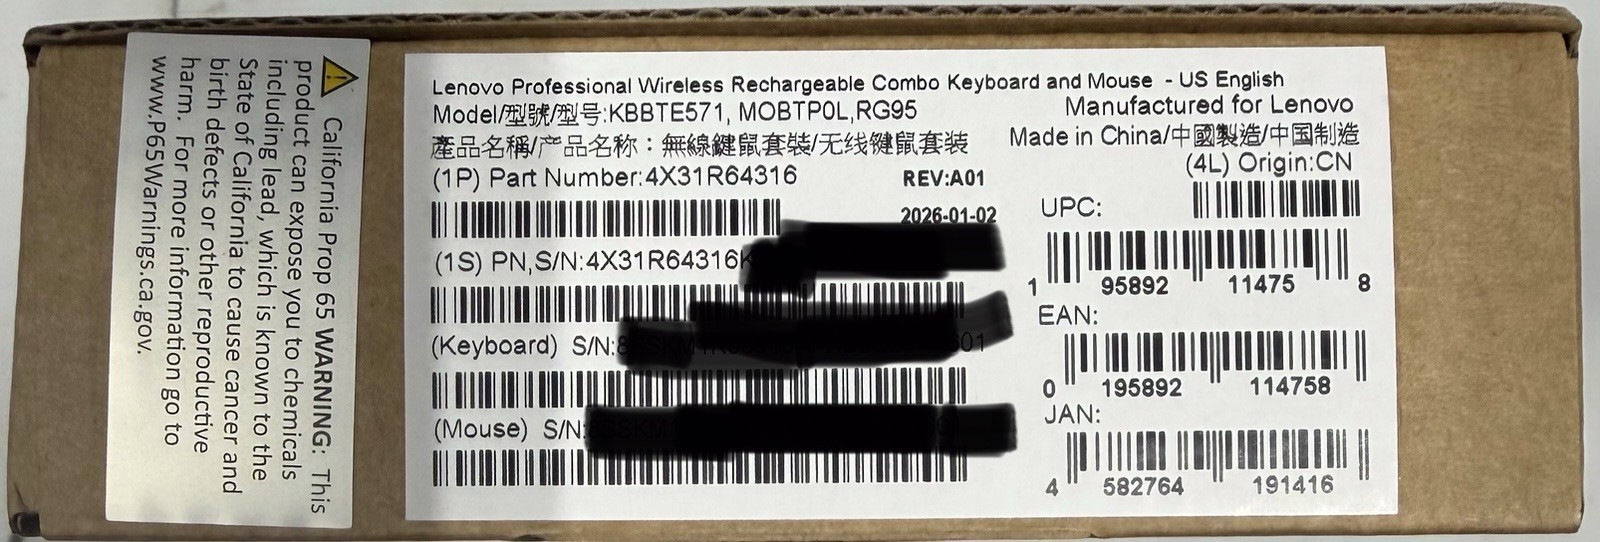 California Prop 65 WARNING: This
product can expose you to chemicals
including lead, which is known to the
State of California to cause cancer and
birth defects or other reproductive
harm. For more information go to
www.P65Warnings.ca.gov.
Lenovo Professional Wireless Rechargeable Combo Keyboard and Mouse - US English
Model/型號/型号:KBBTE571, MOBTP0L,RG95
Manufactured for Lenovo
產品名稱/产品名称：無線鍵鼠套裝/无线键鼠套装
Made in China/中國製造/中国制造
(4L) Origin:CN
(1P) Part Number:4X31R64316
REV:A01
2026-01-02
(1S) PN,S/N:4X31R64316
(Keyboard) S/N:
(Mouse) S/N:
UPC:
1 95892 11475 8
EAN:
0 195892 114758
JAN:
4 582764 191416